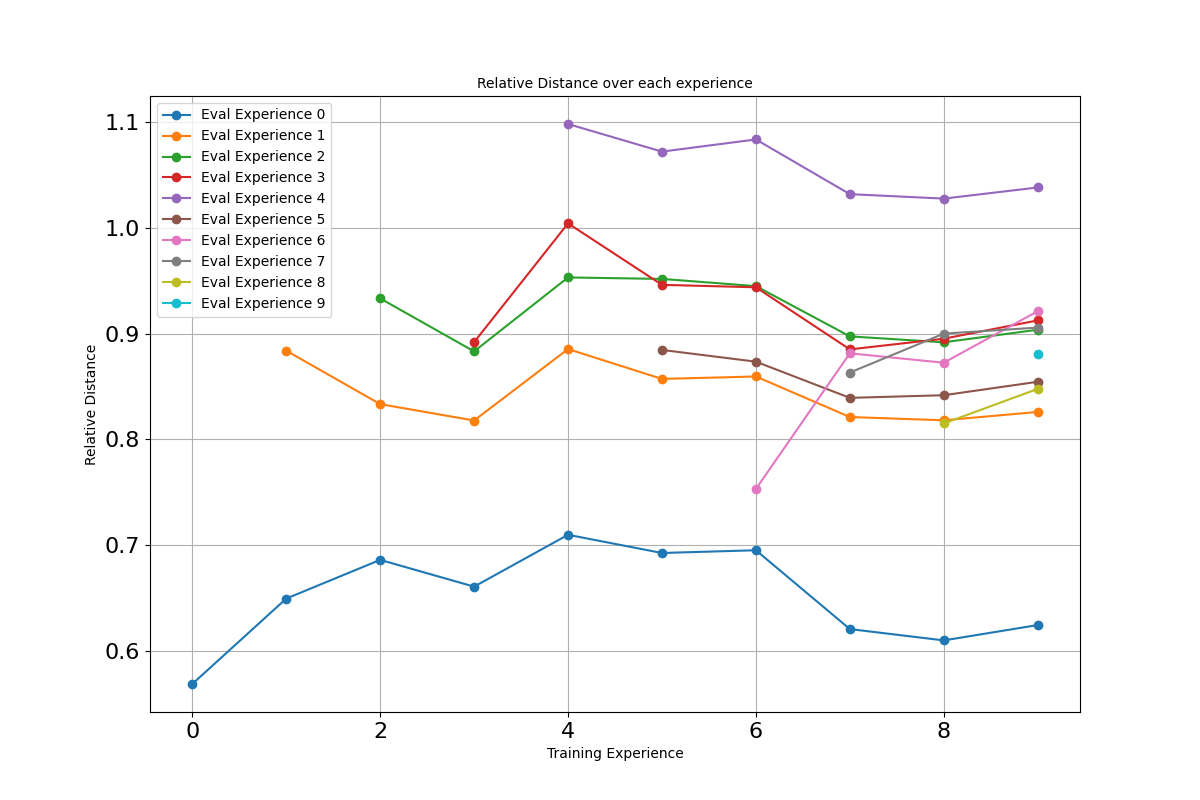 Relative Distance over each experience
1.1
1.0
0.9
0.8
0.7
0.6
Relative Distance
Eval Experience 0
Eval Experience 1
Eval Experience 2
Eval Experience 3
Eval Experience 4
Eval Experience 5
Eval Experience 6
Eval Experience 7
Eval Experience 8
Eval Experience 9
0 2 4 6 8
Training Experience